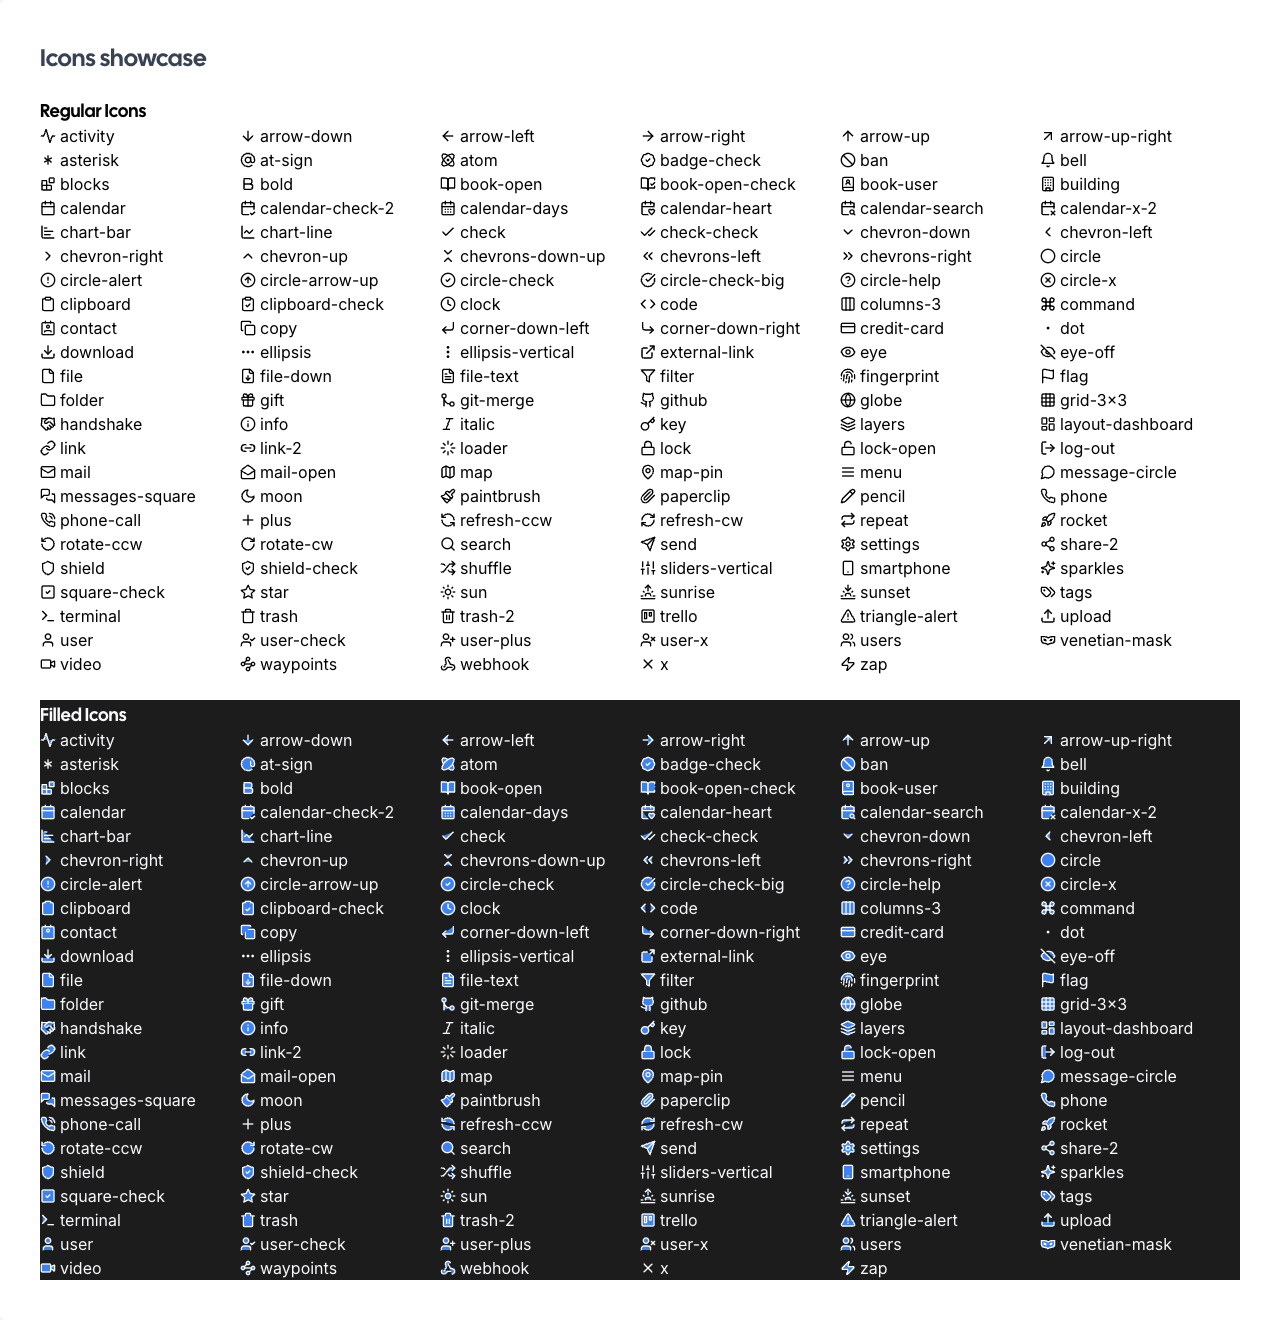 Icons showcase
Regular Icons
activity arrow-down arrow-left arrow-right arrow-up arrow-up-right
asterisk at-sign atom badge-check ban bell
blocks bold book-open book-open-check book-user building
calendar calendar-check-2 calendar-days calendar-heart calendar-search calendar-x-2
chart-bar chart-line check check-check chevron-down chevron-left
chevron-right chevron-up chevrons-down-up chevrons-left chevrons-right circle
circle-alert circle-arrow-up circle-check circle-check-big circle-help circle-x
clipboard clipboard-check clock code columns-3 command
contact copy corner-down-left corner-down-right credit-card dot
download ellipsis ellipsis-vertical external-link eye eye-off
file file-down file-text filter fingerprint flag
folder gift git-merge github globe grid-3×3
handshake info italic key layers layout-dashboard
link link-2 loader lock lock-open log-out
mail mail-open map map-pin menu message-circle
messages-square moon paintbrush paperclip pencil phone
phone-call plus refresh-ccw refresh-cw repeat rocket
rotate-ccw rotate-cw search send settings share-2
shield shield-check shuffle sliders-vertical smartphone sparkles
square-check star sun sunrise sunset tags
terminal trash trash-2 trello triangle-alert upload
user user-check user-plus user-x users venetian-mask
video waypoints webhook x zap
Filled Icons
activity arrow-down arrow-left arrow-right arrow-up arrow-up-right
asterisk at-sign atom badge-check ban bell
blocks bold book-open book-open-check book-user building
calendar calendar-check-2 calendar-days calendar-heart calendar-search calendar-x-2
chart-bar chart-line check check-check chevron-down chevron-left
chevron-right chevron-up chevrons-down-up chevrons-left chevrons-right circle
circle-alert circle-arrow-up circle-check circle-check-big circle-help circle-x
clipboard clipboard-check clock code columns-3 command
contact copy corner-down-left corner-down-right credit-card dot
download ellipsis ellipsis-vertical external-link eye eye-off
file file-down file-text filter fingerprint flag
folder gift git-merge github globe grid-3×3
handshake info italic key layers layout-dashboard
link link-2 loader lock lock-open log-out
mail mail-open map map-pin menu message-circle
messages-square moon paintbrush paperclip pencil phone
phone-call plus refresh-ccw refresh-cw repeat rocket
rotate-ccw rotate-cw search send settings share-2
shield shield-check shuffle sliders-vertical smartphone sparkles
square-check star sun sunrise sunset tags
terminal trash trash-2 trello triangle-alert upload
user user-check user-plus user-x users venetian-mask
video waypoints webhook x zap